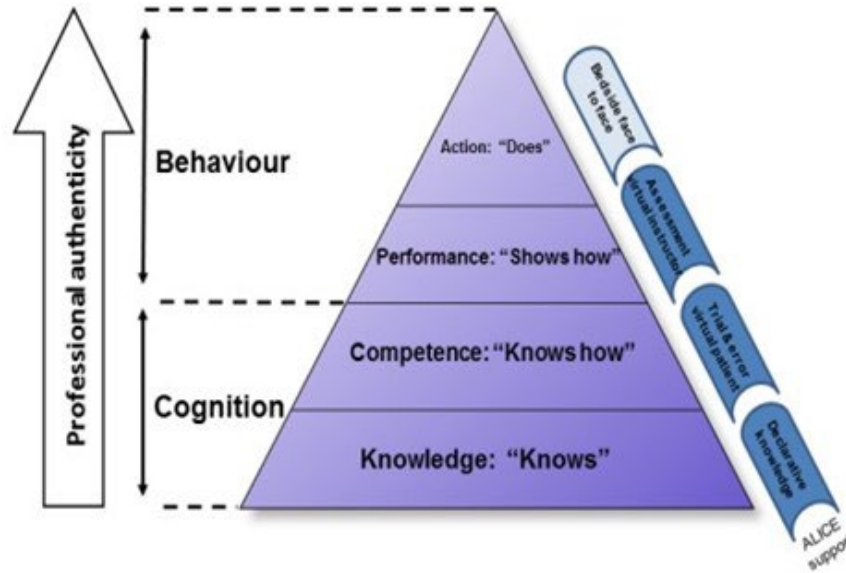 Professional authenticity
Behaviour
Cognition
Action: "Does"
Performance: "Shows how"
Competence: "Knows how"
Knowledge: "Knows"
Bedside face
to face
Assessment
virtual instructor
Trial & error
virtual patient
Declarative
knowledge
ALICE